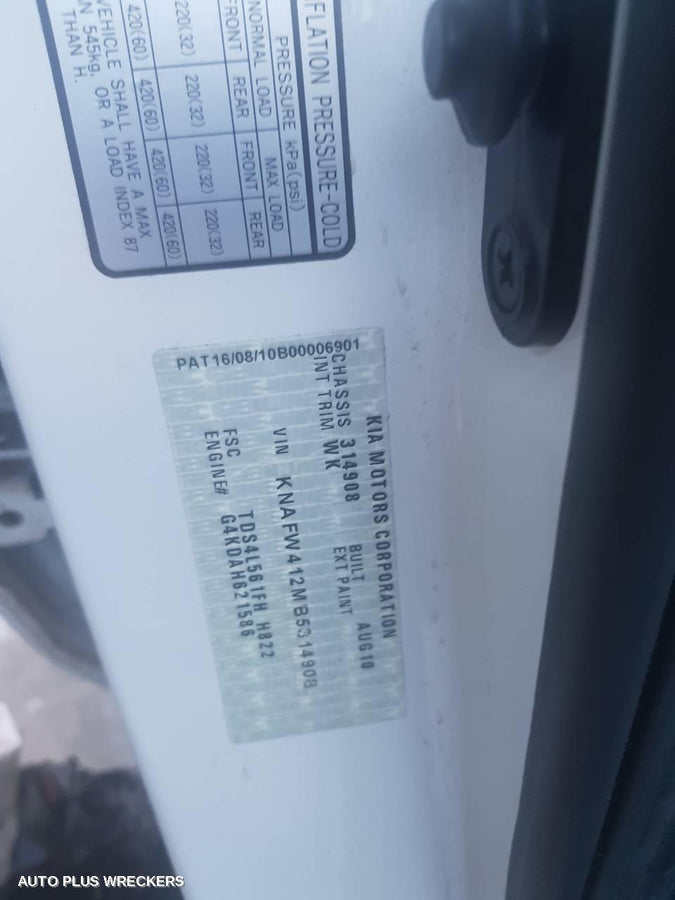 FLATION PRESSURE-COLD
PRESSURE kPa(psi)
NORMAL LOAD MAX LOAD
FRONT REAR FRONT REAR
220(32) 220(32) 220(32) 220(32)
420(60) 420(60) 420(60) 420(60)
VEHICLE SHALL HAVE A MAX
N 545kg, OR A LOAD INDEX 87
THAN H.
PAT16/08/10B00006901
KIA MOTORS CORPORATION
CHASSIS 314908 BUILT AUG10
INT TRIM WK EXT PAINT
VIN KNAFW412MB5314908
FSC TDS4L561FH H822
ENGINE# G4KDAH621586
AUTO PLUS WRECKERS